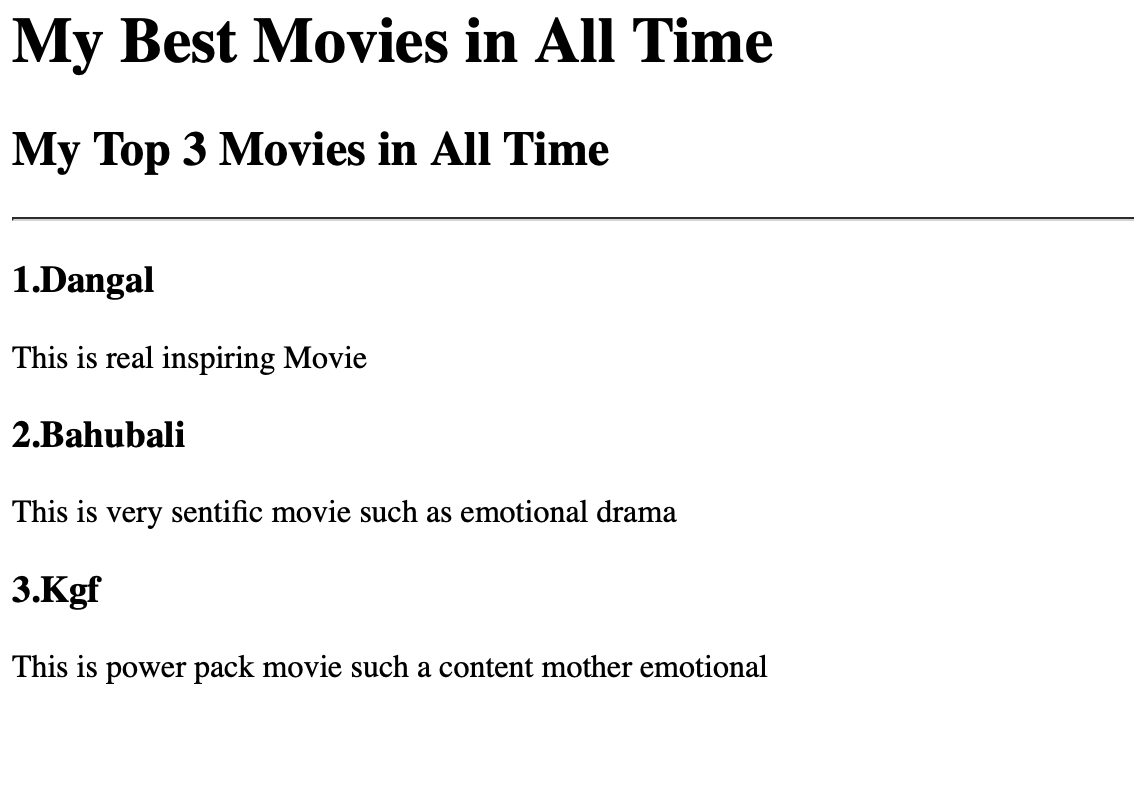 My Best Movies in All Time
My Top 3 Movies in All Time
1.Dangal
This is real inspiring Movie
2.Bahubali
This is very sentific movie such as emotional drama
3.Kgf
This is power pack movie such a content mother emotional